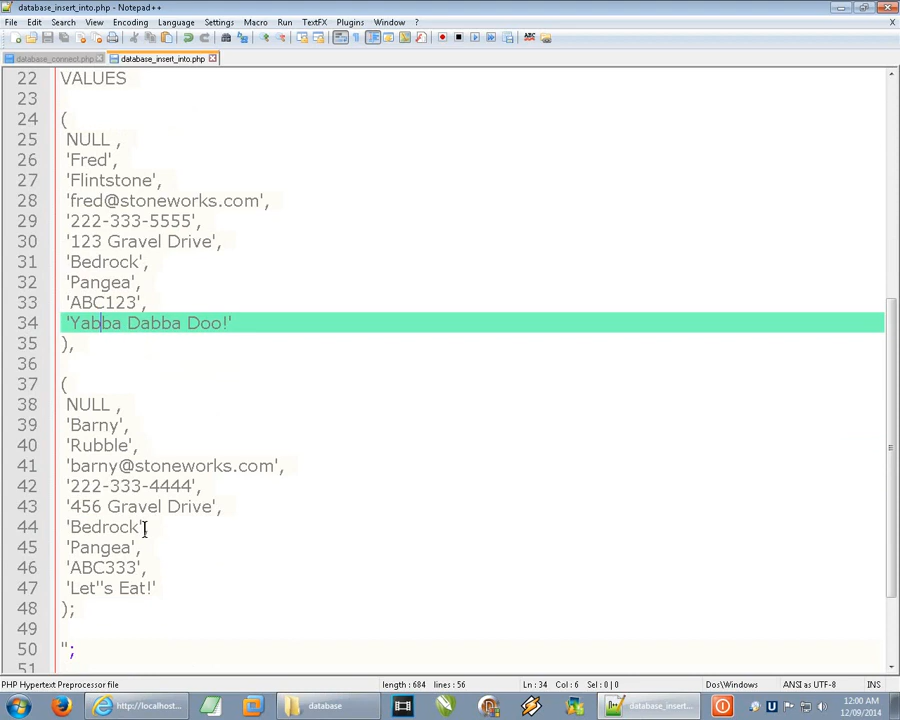 database_insert_into.php - Notepad++
File Edit Search View Encoding Language Settings Macro Run TextFX Plugins Window ? X
database_connect.php database_insert_into.php
22 VALUES
23
24 (
25 NULL ,
26 'Fred',
27 'Flintstone',
28 'fred@stoneworks.com',
29 '222-333-5555',
30 '123 Gravel Drive',
31 'Bedrock',
32 'Pangea',
33 'ABC123',
34 'Yabba Dabba Doo!'
35 ),
36
37 (
38 NULL ,
39 'Barny',
40 'Rubble',
41 'barny@stoneworks.com',
42 '222-333-4444',
43 '456 Gravel Drive',
44 'Bedrock',
45 'Pangea',
46 'ABC333',
47 'Let''s Eat!'
48 );
49
50 ";
51
PHP Hypertext Preprocessor file length : 684 lines : 56 Ln : 34 Col : 6 Sel : 0 | 0 Dos\Windows ANSI as UTF-8 INS
http://localhost... database database_insert... 12:00 AM
12/09/2014